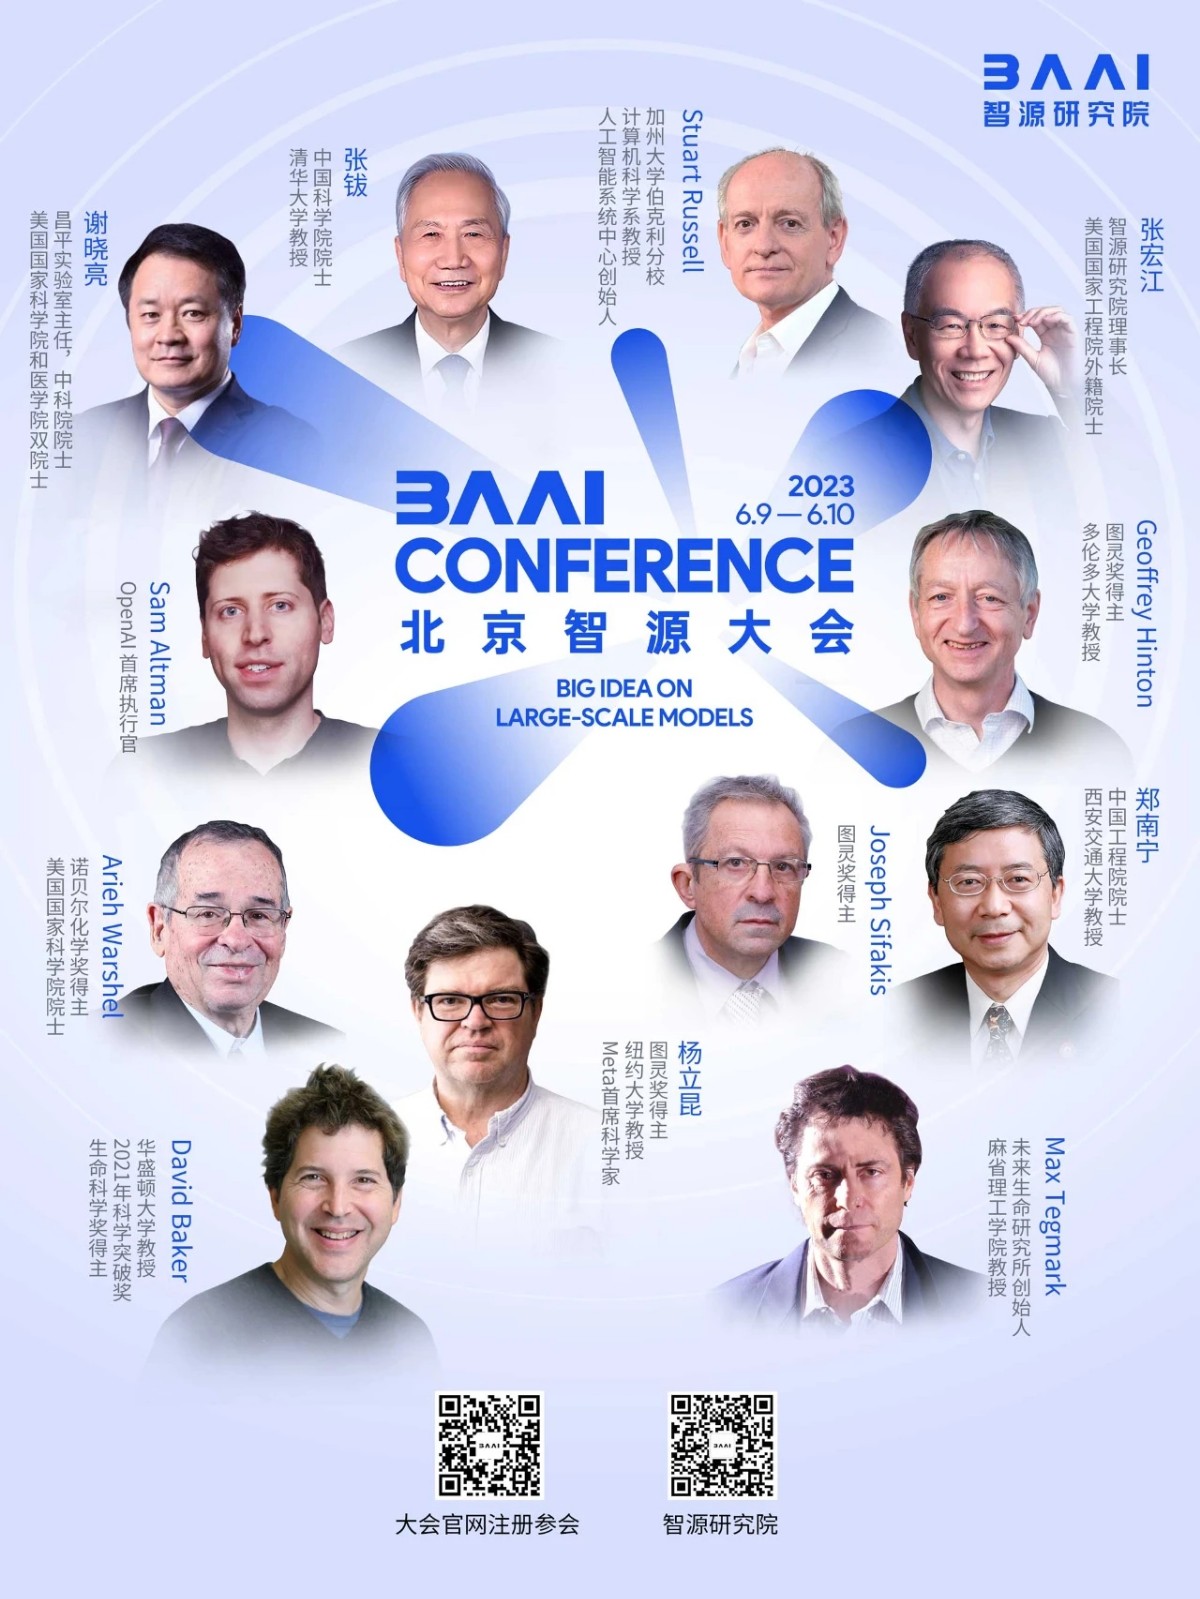 BAAI
智源研究院
谢晓亮
昌平实验室主任，中科院院士
美国国家科学院和医学院双院士
张钹
中国科学院院士
清华大学教授
Stuart Russell
加州大学伯克利分校
计算机科学系教授
人工智能系统中心创始人
张宏江
智源研究院理事长
美国国家工程院外籍院士
BAAI
2023
6.9 — 6.10
CONFERENCE
北京智源大会
BIG IDEA ON
LARGE-SCALE MODELS
Sam Altman
OpenAI 首席执行官
Geoffrey Hinton
图灵奖得主
多伦多大学教授
Arieh Warshel
诺贝尔化学奖得主
美国国家科学院院士
Joseph Sifakis
图灵奖得主
郑南宁
中国工程院院士
西安交通大学教授
杨立昆
图灵奖得主
纽约大学教授
Meta首席科学家
David Baker
华盛顿大学教授
2021年科学突破奖
生命科学奖得主
Max Tegmark
未来生命研究所创始人
麻省理工学院教授
BAAI
BAAI
大会官网注册参会
智源研究院